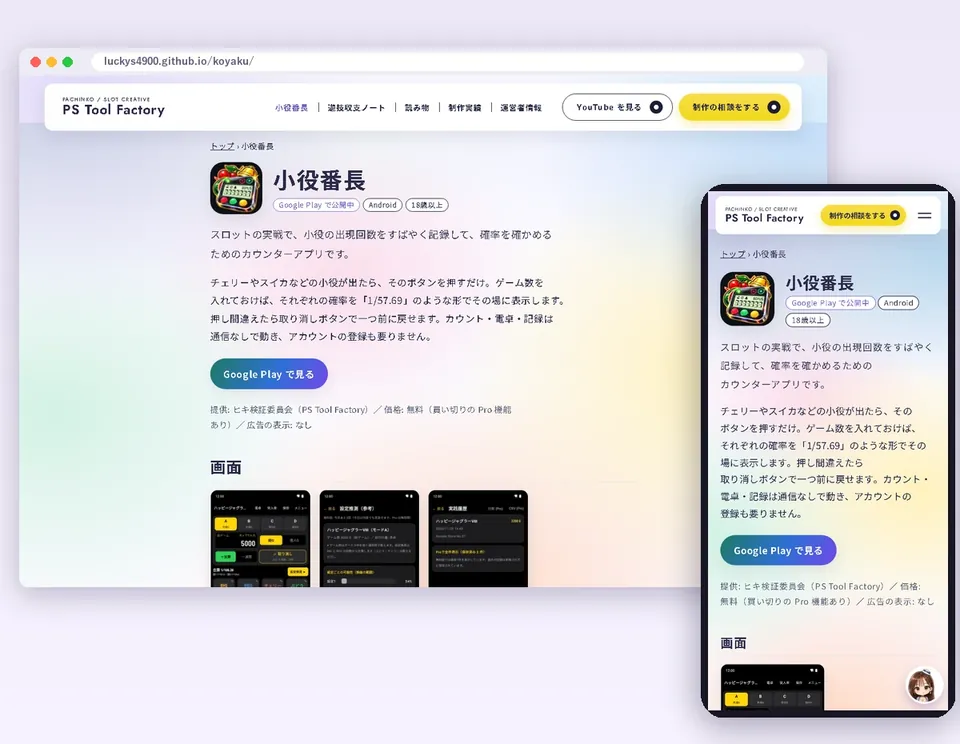 luckys4900.github.io/koyaku/
PACHINKO / SLOT CREATIVE
PS Tool Factory
小役番長
遊技収支ノート
読み物
制作実績
運営者情報
YouTube を見る
制作の相談をする
トップ › 小役番長
小役番長
Google Play で公開中
Android
18歳以上
スロットの実戦で、小役の出現回数をすばやく記録して、確率を確かめる
ためのカウンターアプリです。
チェリーやスイカなどの小役が出たら、そのボタンを押すだけ。ゲーム数を
入れておけば、それぞれの確率を「1/57.69」のような形でその場に表示します。
押し間違えたら取り消しボタンで一つ前に戻せます。カウント・電卓・記録は
通信なしで動き、アカウントの登録も要りません。
Google Play で見る
提供: ヒキ検証委員会（PS Tool Factory）／ 価格: 無料（買い切りの Pro 機能
あり）／ 広告の表示: なし
画面
A
B
C
D
5000
設定推測（参考）
実践履歴
PACHINKO / SLOT CREATIVE
PS Tool Factory
制作の相談をする
トップ › 小役番長
小役番長
Google Play で公開中
Android
18歳以上
スロットの実戦で、小役の出現回数をすばやく
記録して、確率を確かめるための
カウンターアプリです。
チェリーやスイカなどの小役が出たら、その
ボタンを押すだけ。ゲーム数を入れておけば、
それぞれの確率を「1/57.69」のような形でその
場に表示します。押し間違えたら
取り消しボタンで一つ前に戻せます。カウント・
電卓・記録は通信なしで動き、アカウントの
登録も要りません。
Google Play で見る
提供: ヒキ検証委員会（PS Tool Factory）／ 価格:
無料（買い切りの Pro 機能あり）／ 広告の表示: なし
画面
A
B
C
D